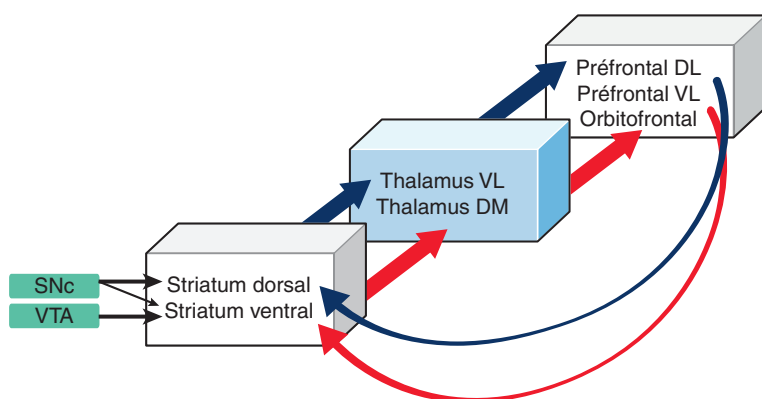 Préfrontal DL
Préfrontal VL
Orbitofrontal
Thalamus VL
Thalamus DM
Striatum dorsal
Striatum ventral
SNc
VTA